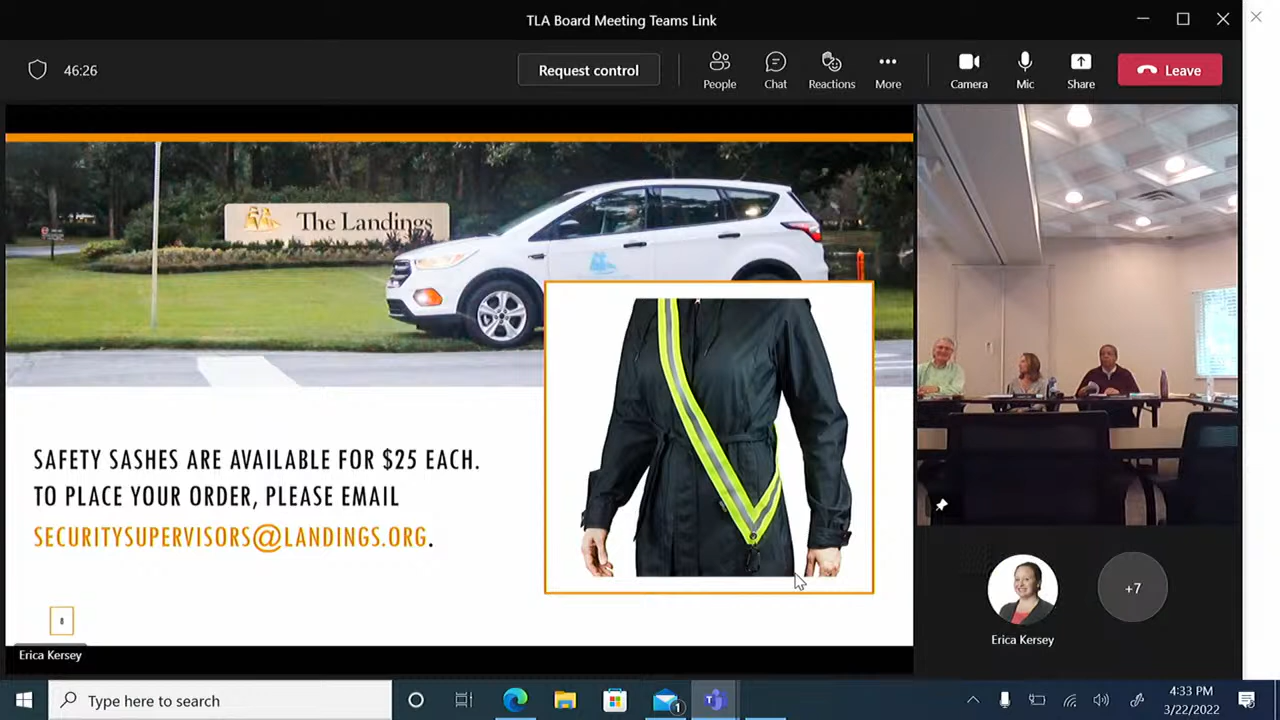 TLA Board Meeting Teams Link
46:26
Request control
People
Chat
Reactions
More
Camera
Mic
Share
Leave
The Landings
SAFETY SASHES ARE AVAILABLE FOR $25 EACH.
TO PLACE YOUR ORDER, PLEASE EMAIL
SECURITYSUPERVISORS@LANDINGS.ORG.
8
Erica Kersey
Erica Kersey
+7
Type here to search
1
4:33 PM
3/22/2022